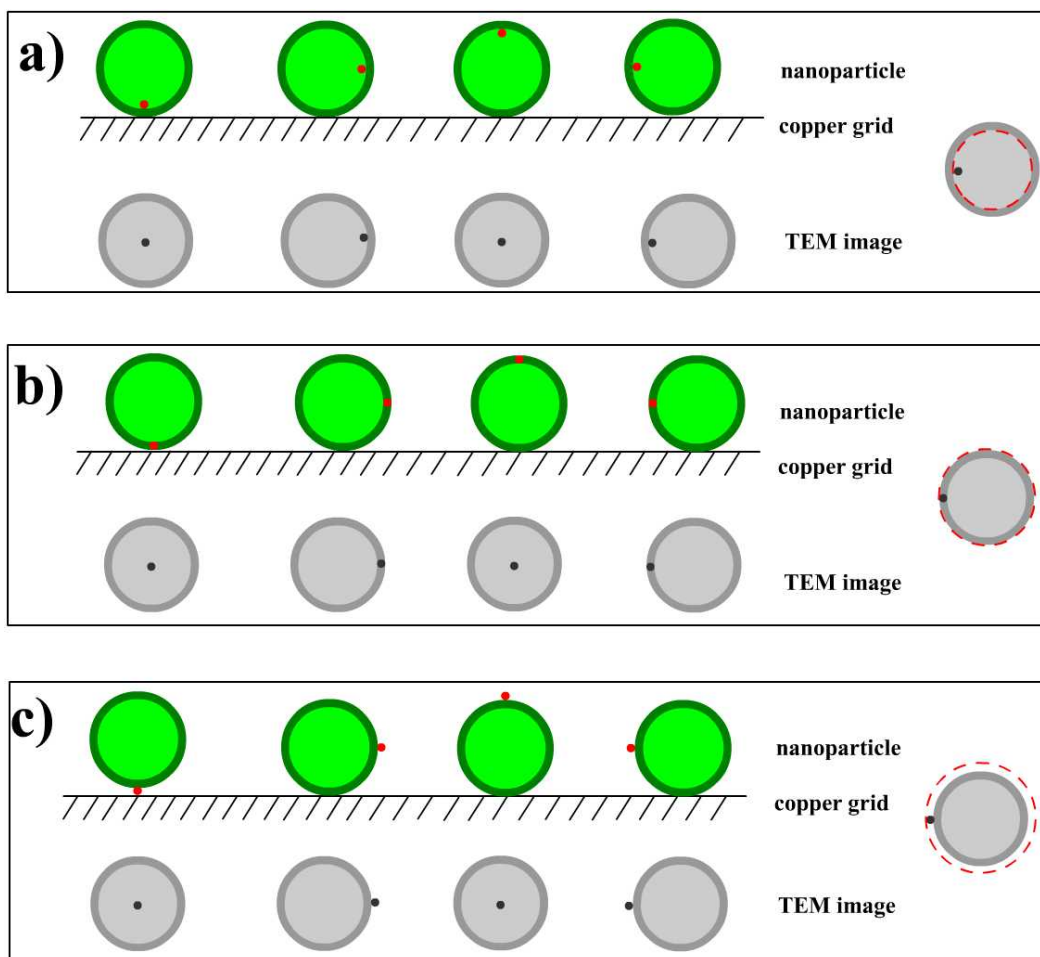 a)
nanoparticle
copper grid
TEM image
b)
nanoparticle
copper grid
TEM image
c)
nanoparticle
copper grid
TEM image